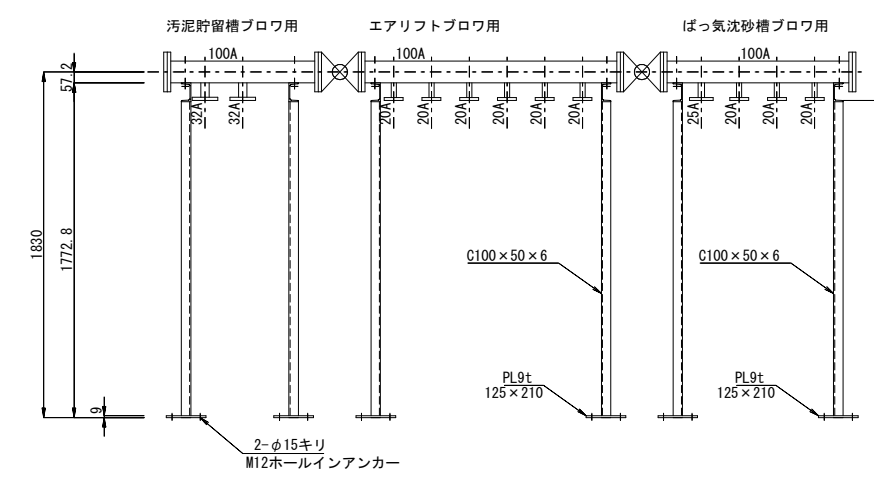 汚泥貯留槽ブロワ用
エアリフトブロワ用
ばっ気沈砂槽ブロワ用
100A
100A
100A
57.2
32A
32A
20A
20A
20A
20A
20A
20A
25A
20A
20A
20A
1830
1772.8
C100×50×6
C100×50×6
9
PL9t
125×210
PL9t
125×210
2-φ15キリ
M12ホールインアンカー